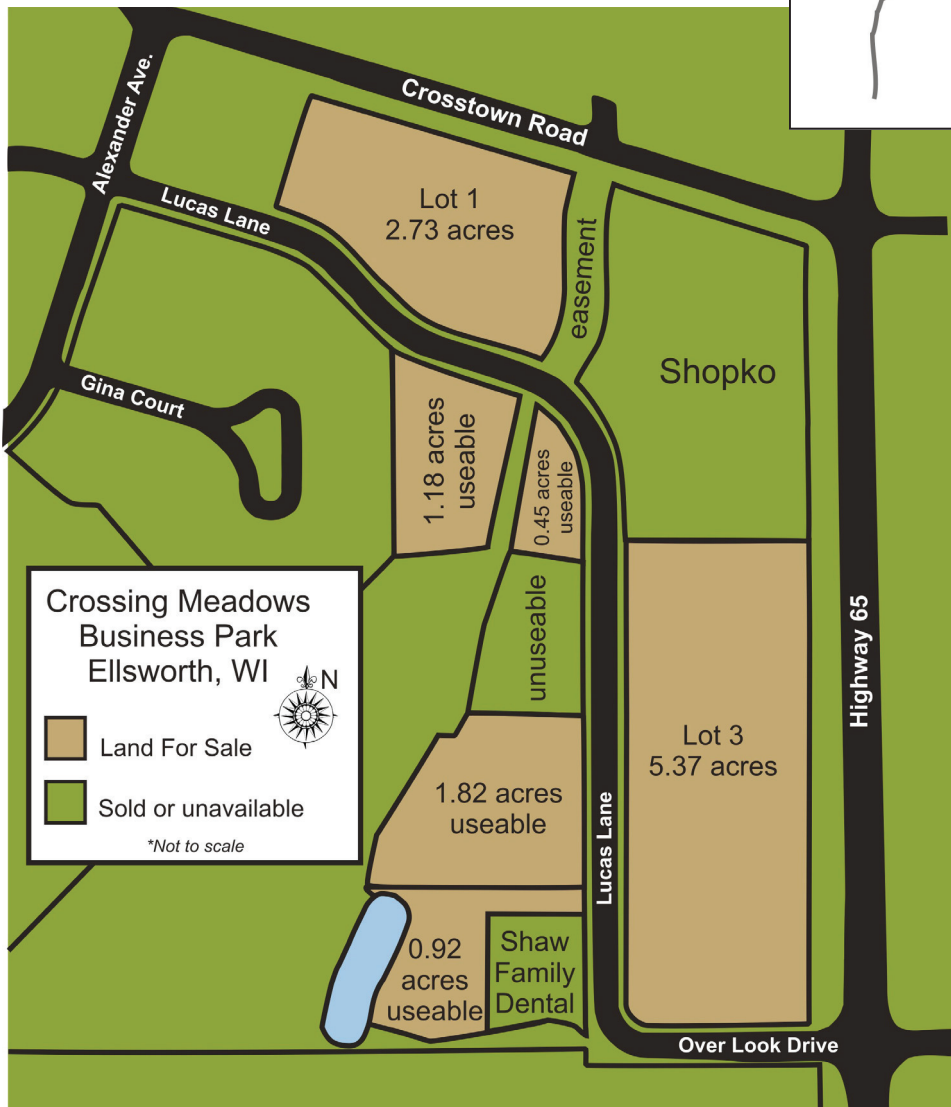 Crosstown Road
Alexander Ave.
Lucas Lane
Lot 1
2.73 acres
easement
Shopko
Gina Court
1.18 acres
useable
0.45 acres
useable
Crossing Meadows
Business Park
Ellsworth, WI
N
Land For Sale
Sold or unavailable
*Not to scale
unuseable
Highway 65
Lot 3
5.37 acres
1.82 acres
useable
Lucas Lane
0.92
acres
useable
Shaw
Family
Dental
Over Look Drive